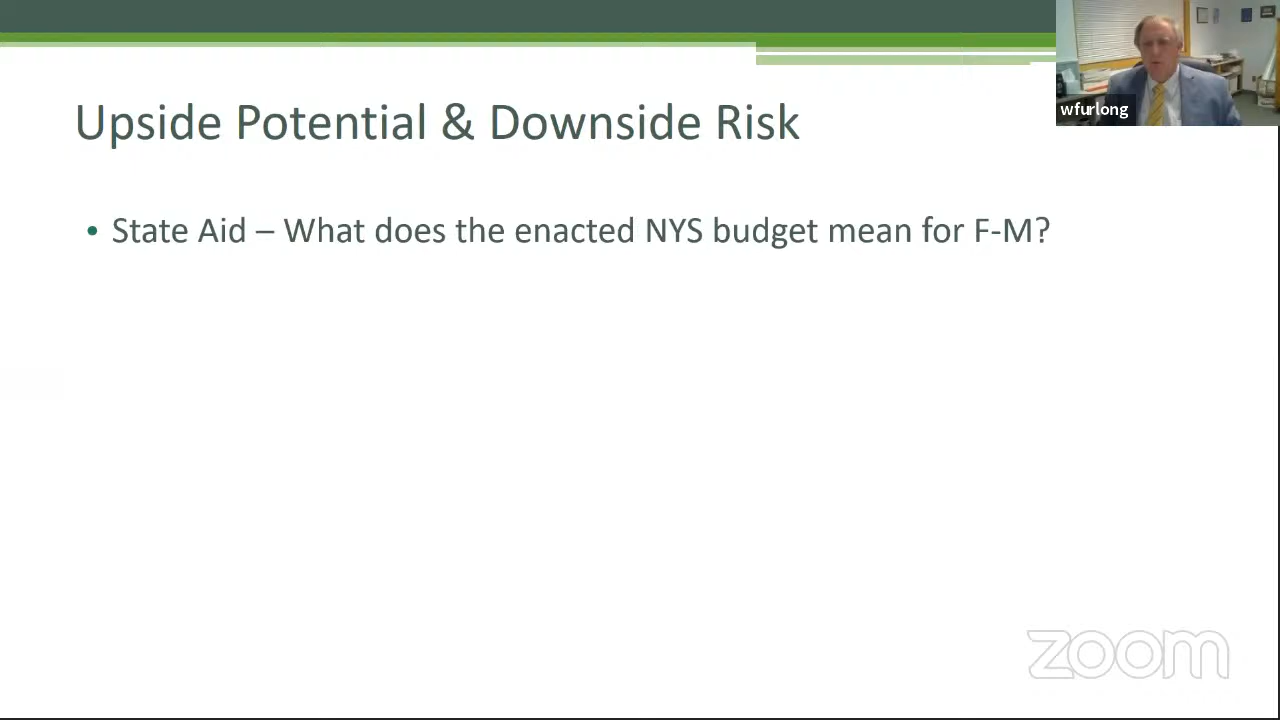 Upside Potential & Downside Risk
wfurlong
• State Aid – What does the enacted NYS budget mean for F-M?
zoom